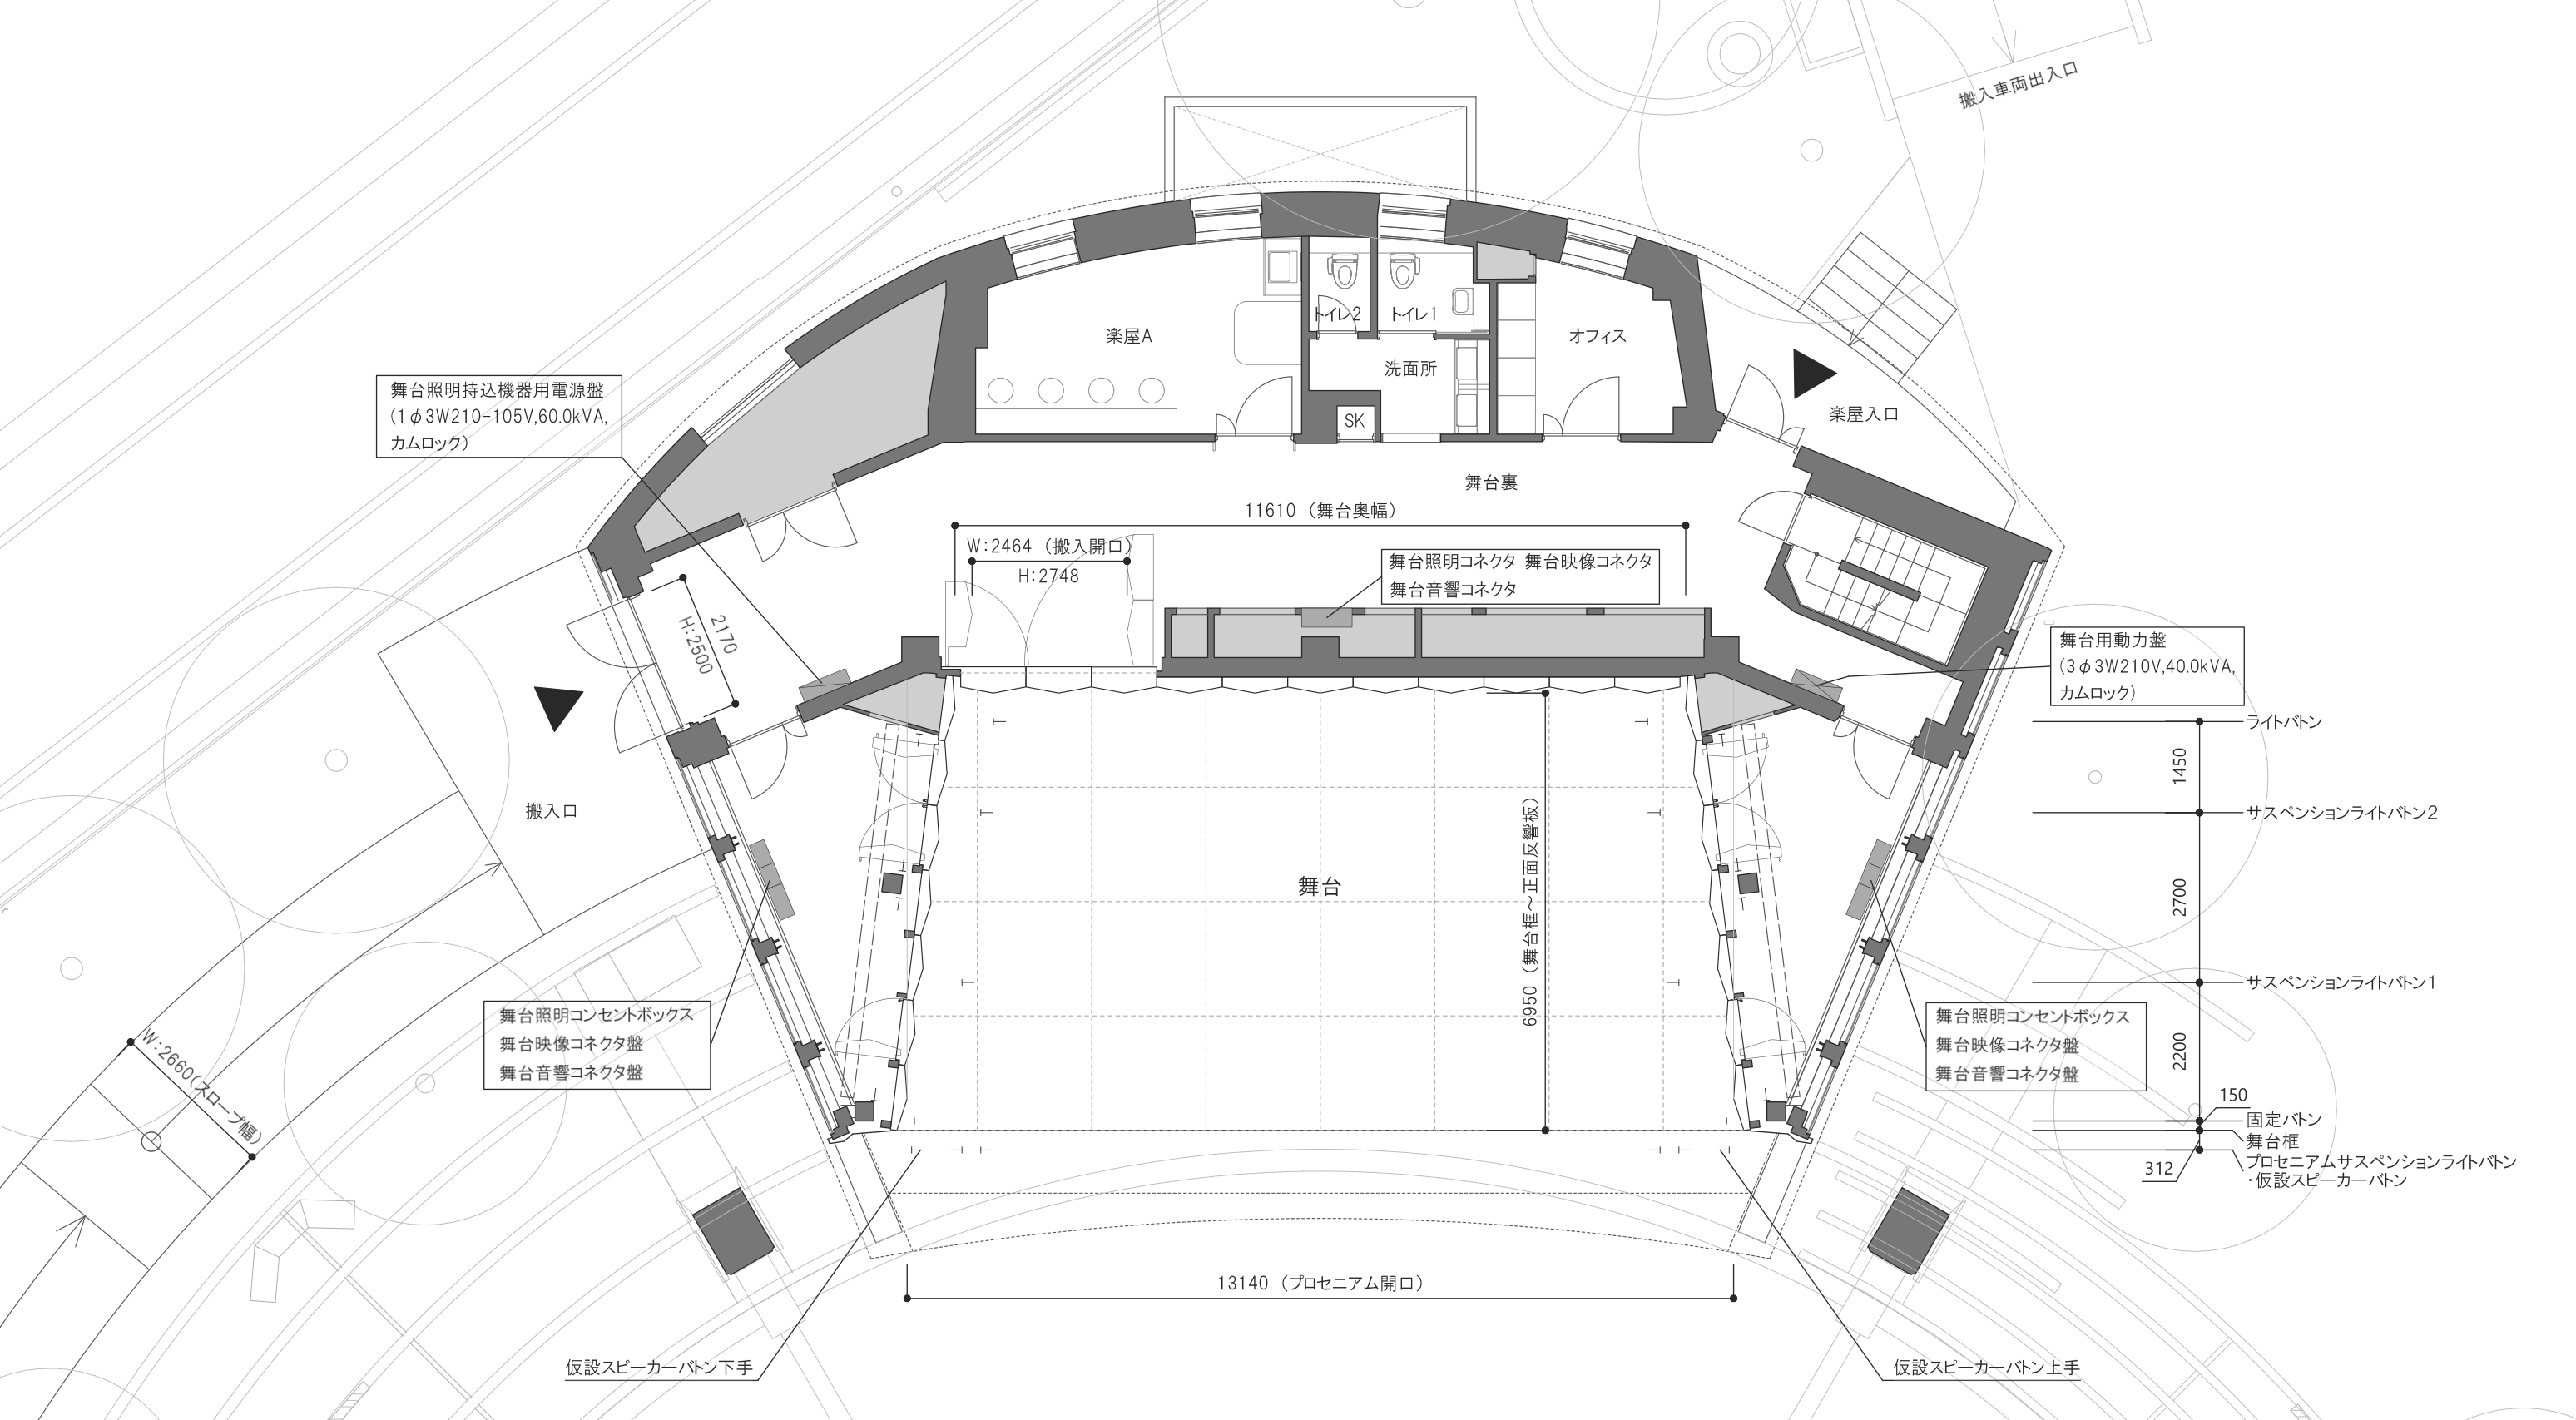 搬入車両出入口
トイレ2
トイレ1
楽屋A
オフィス
洗面所
舞台照明持込機器用電源盤
(1φ3W210-105V,60.0kVA,
カムロック)
楽屋入口
SK
舞台裏
11610 (舞台奥幅)
W:2464 (搬入開口)
H:2748
舞台照明コネクタ 舞台映像コネクタ
舞台音響コネクタ
2170
H:2500
舞台用動力盤
(3φ3W210V,40.0kVA,
カムロック)
ライトバトン
1450
搬入口
サスペンションライトバトン2
舞台
6950 (舞台框~正面反響板)
2700
サスペンションライトバトン1
舞台照明コンセントボックス
舞台映像コネクタ盤
舞台音響コネクタ盤
舞台照明コンセントボックス
舞台映像コネクタ盤
舞台音響コネクタ盤
2200
W:2660(スロープ幅)
150
固定バトン
舞台框
312
プロセニアムサスペンションライトバトン
・仮設スピーカーバトン
13140 (プロセニアム開口)
仮設スピーカーバトン下手
仮設スピーカーバトン上手